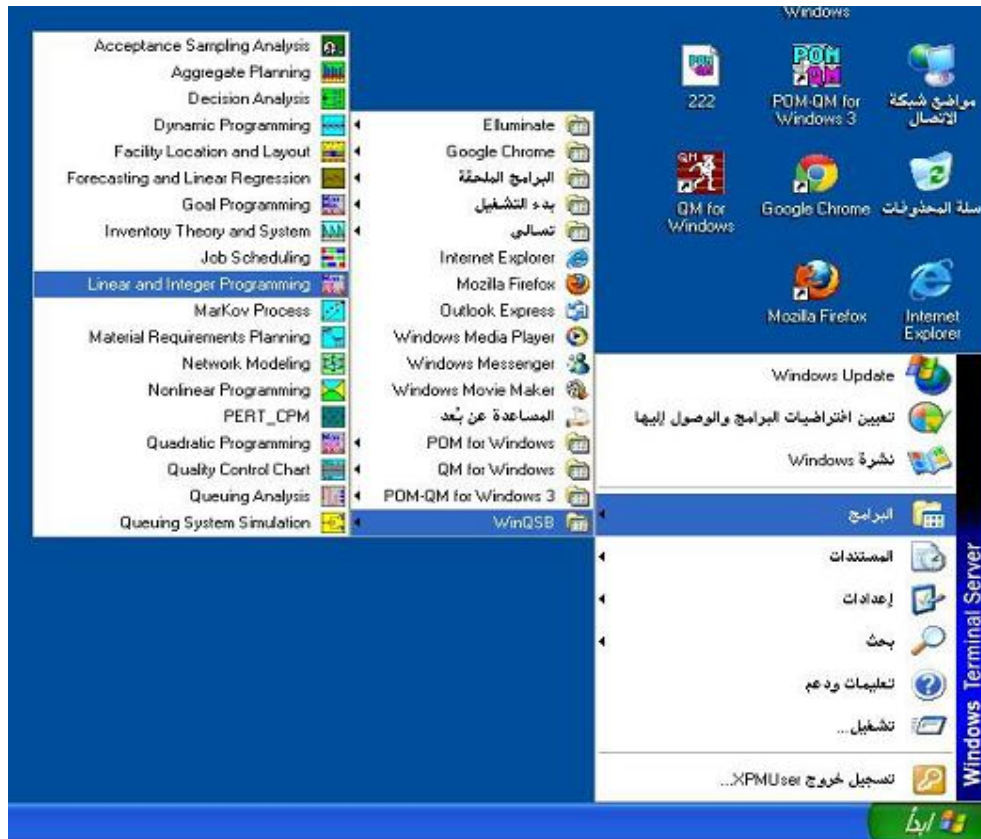 Windows
222
POM-QM for
Windows 3
مواضع شبكة
الاتصال
QM for
Windows
Google Chrome
سلة المحذوفات
Mozilla Firefox
Internet
Explorer
Windows Update
تعيين افتراضيات البرامج والوصول إليها
نشرة Windows
البرامج
المستندات
إعدادات
بحث
تعليمات ودعم
تشغيل...
تسجيل خروج XPMUser...
Windows Terminal Server
ابدأ
Elluminate
Google Chrome
البرامج الملحقة
بدء التشغيل
تسالي
Internet Explorer
Mozilla Firefox
Outlook Express
Windows Media Player
Windows Messenger
Windows Movie Maker
المساعدة عن بُعد
POM for Windows
QM for Windows
POM-QM for Windows 3
WinQSB
Acceptance Sampling Analysis
Aggregate Planning
Decision Analysis
Dynamic Programming
Facility Location and Layout
Forecasting and Linear Regression
Goal Programming
Inventory Theory and System
Job Scheduling
Linear and Integer Programming
MarKov Process
Material Requirements Planning
Network Modeling
Nonlinear Programming
PERT_CPM
Quadratic Programming
Quality Control Chart
Queuing Analysis
Queuing System Simulation